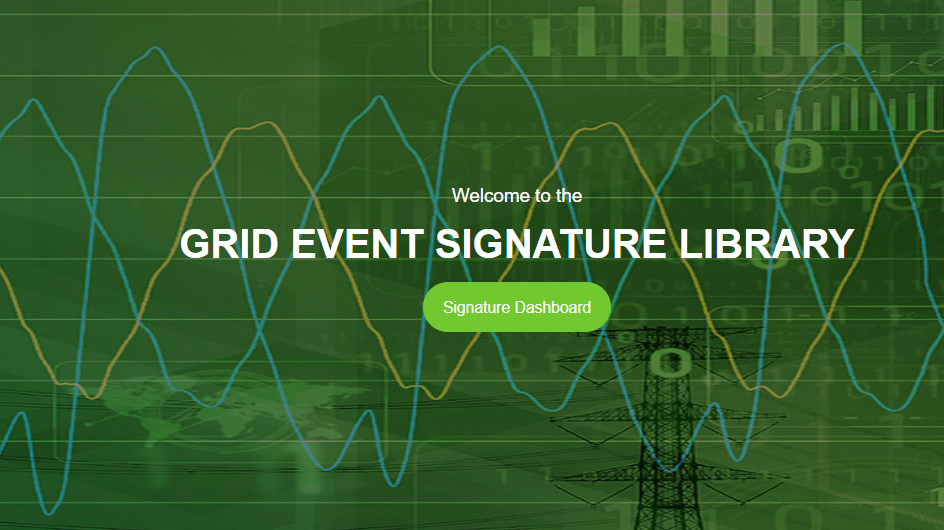 Welcome to the
GRID EVENT SIGNATURE LIBRARY
Signature Dashboard